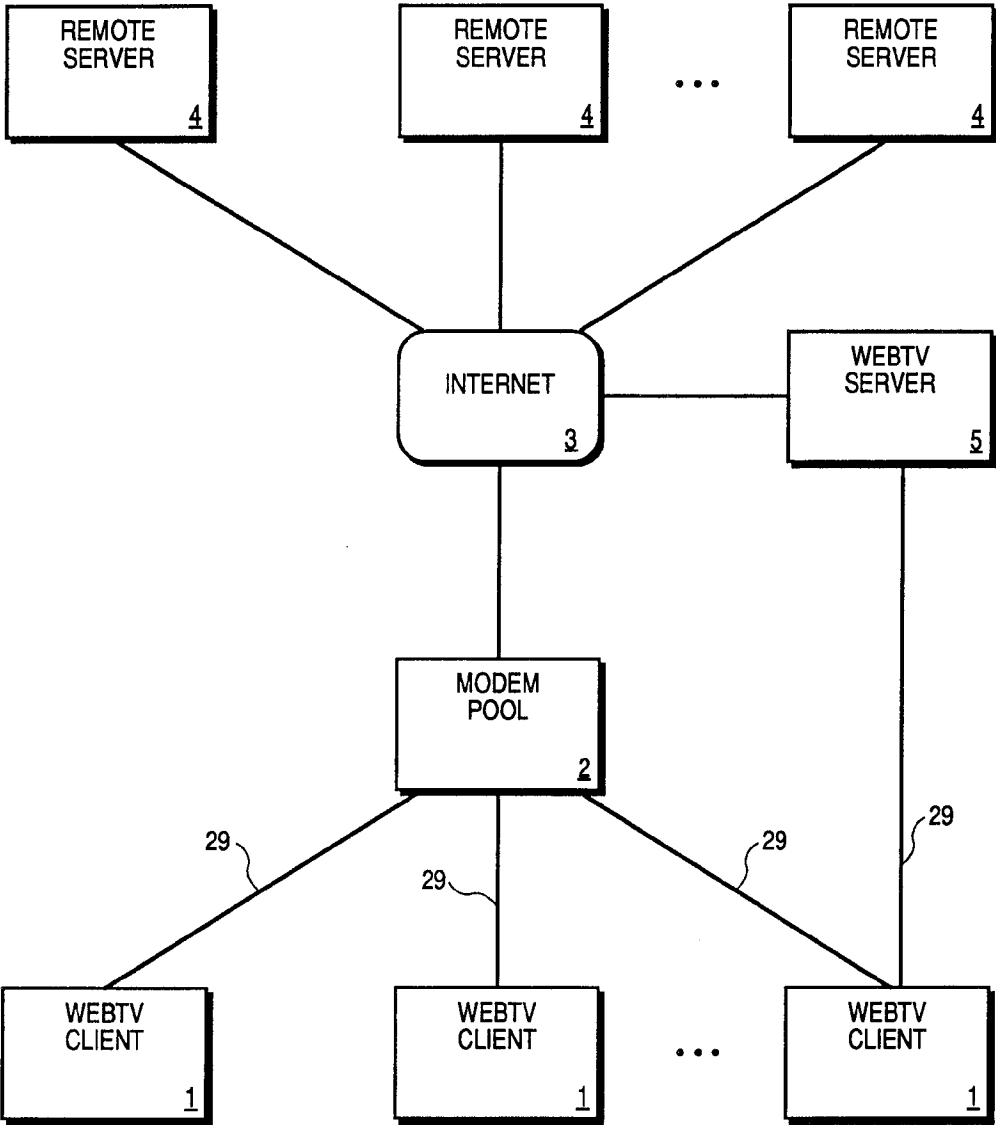 REMOTE
SERVER
4
REMOTE
SERVER
4
...
REMOTE
SERVER
4
INTERNET
3
WEBTV
SERVER
5
MODEM
POOL
2
29
29
29
29
WEBTV
CLIENT
1
WEBTV
CLIENT
1
...
WEBTV
CLIENT
1